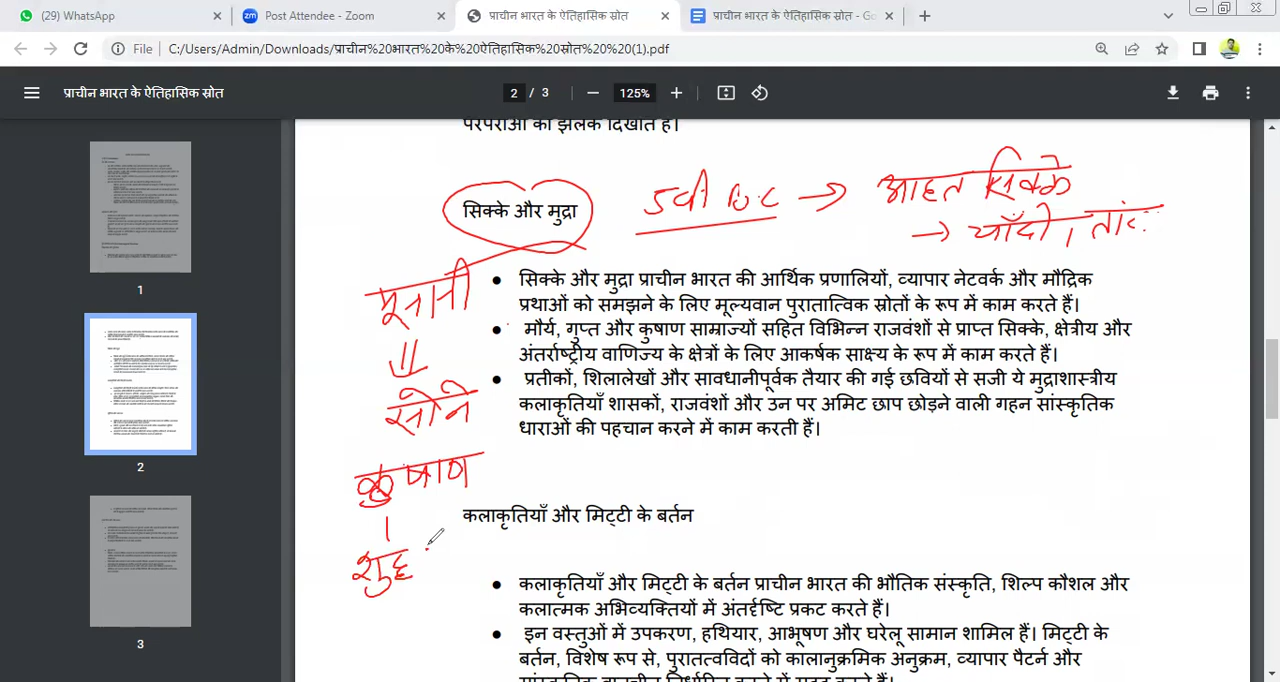 (29) WhatsApp
Post Attendee - Zoom
प्राचीन भारत के ऐतिहासिक स्रोत
प्राचीन भारत के ऐतिहासिक स्रोत - Go
File
C:/Users/Admin/Downloads/प्राचीन%20भारत%20के%20ऐतिहासिक%20स्रोत%20%20(1).pdf
प्राचीन भारत के ऐतिहासिक स्रोत
2 / 3
125%
परंपराओं की झलक दिखाते हैं।
5वी B.C → आहत सिक्के
→ चाँदी, तांबे
सिक्के और मुद्रा
यूनानी
सोने
कुषाण
शुद्ध
सिक्के और मुद्रा प्राचीन भारत की आर्थिक प्रणालियों, व्यापार नेटवर्क और मौद्रिक
प्रथाओं को समझने के लिए मूल्यवान पुरातात्विक स्रोतों के रूप में काम करते हैं।
मौर्य, गुप्त और कुषाण साम्राज्यों सहित विभिन्न राजवंशों से प्राप्त सिक्के, क्षेत्रीय और
अंतर्राष्ट्रीय वाणिज्य के क्षेत्रों के लिए आकर्षक साक्ष्य के रूप में काम करते हैं।
प्रतीकों, शिलालेखों और सावधानीपूर्वक तैयार की गई छवियों से सजी ये मुद्राशास्त्रीय
कलाकृतियाँ शासकों, राजवंशों और उन पर अमिट छाप छोड़ने वाली गहन सांस्कृतिक
धाराओं की पहचान करने में काम करती हैं।
कलाकृतियाँ और मिट्टी के बर्तन
कलाकृतियाँ और मिट्टी के बर्तन प्राचीन भारत की भौतिक संस्कृति, शिल्प कौशल और
कलात्मक अभिव्यक्तियों में अंतर्दृष्टि प्रकट करते हैं।
इन वस्तुओं में उपकरण, हथियार, आभूषण और घरेलू सामान शामिल हैं। मिट्टी के
बर्तन, विशेष रूप से, पुरातत्वविदों को कालानुक्रमिक अनुक्रम, व्यापार पैटर्न और
1
2
3